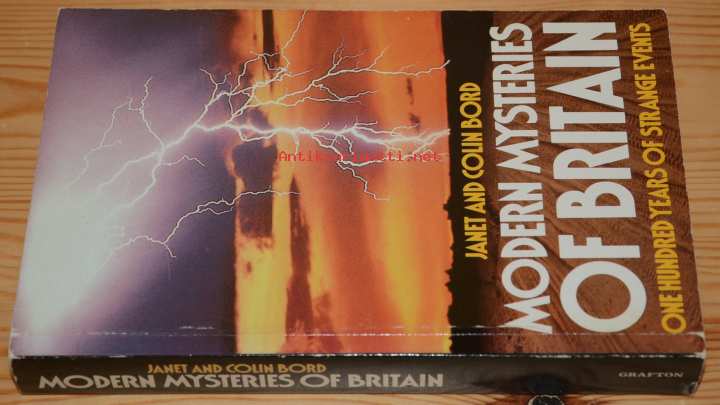 JANET AND COLIN BORD
MODERN MYSTERIES
OF BRITAIN
ONE HUNDRED YEARS OF STRANGE EVENTS
JANET AND COLIN BORD
MODERN MYSTERIES OF BRITAIN
GRAFTON